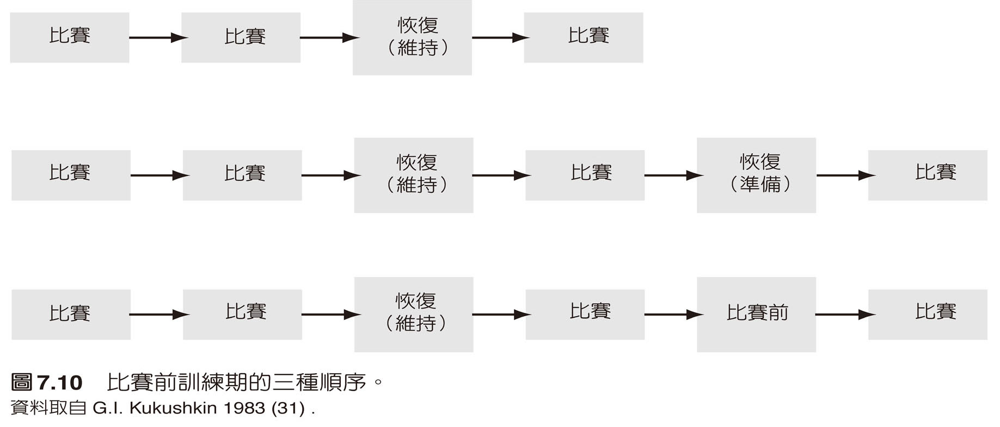 比賽
比賽
恢復
（維持）
比賽
比賽
比賽
恢復
（維持）
比賽
恢復
（準備）
比賽
比賽
比賽
恢復
（維持）
比賽
比賽前
比賽
圖7.10　比賽前訓練期的三種順序。
資料取自 G.I. Kukushkin 1983 (31) .